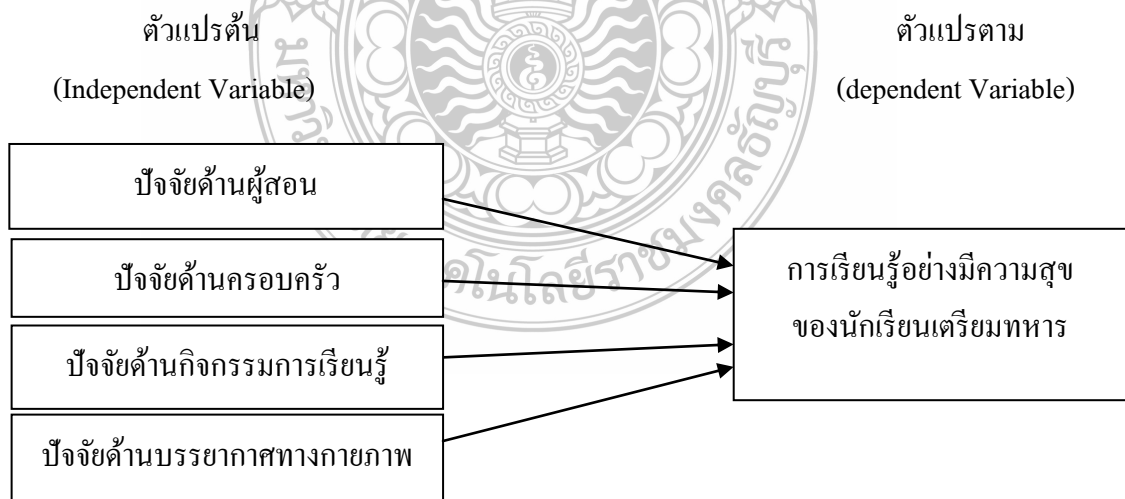 ตัวแปรต้น
(Independent Variable)
ตัวแปรตาม
(dependent Variable)
ปัจจัยด้านผู้สอน
ปัจจัยด้านครอบครัว
ปัจจัยด้านกิจกรรมการเรียนรู้
ปัจจัยด้านบรรยากาศทางกายภาพ
การเรียนรู้อย่างมีความสุข
ของนักเรียนเตรียมทหาร